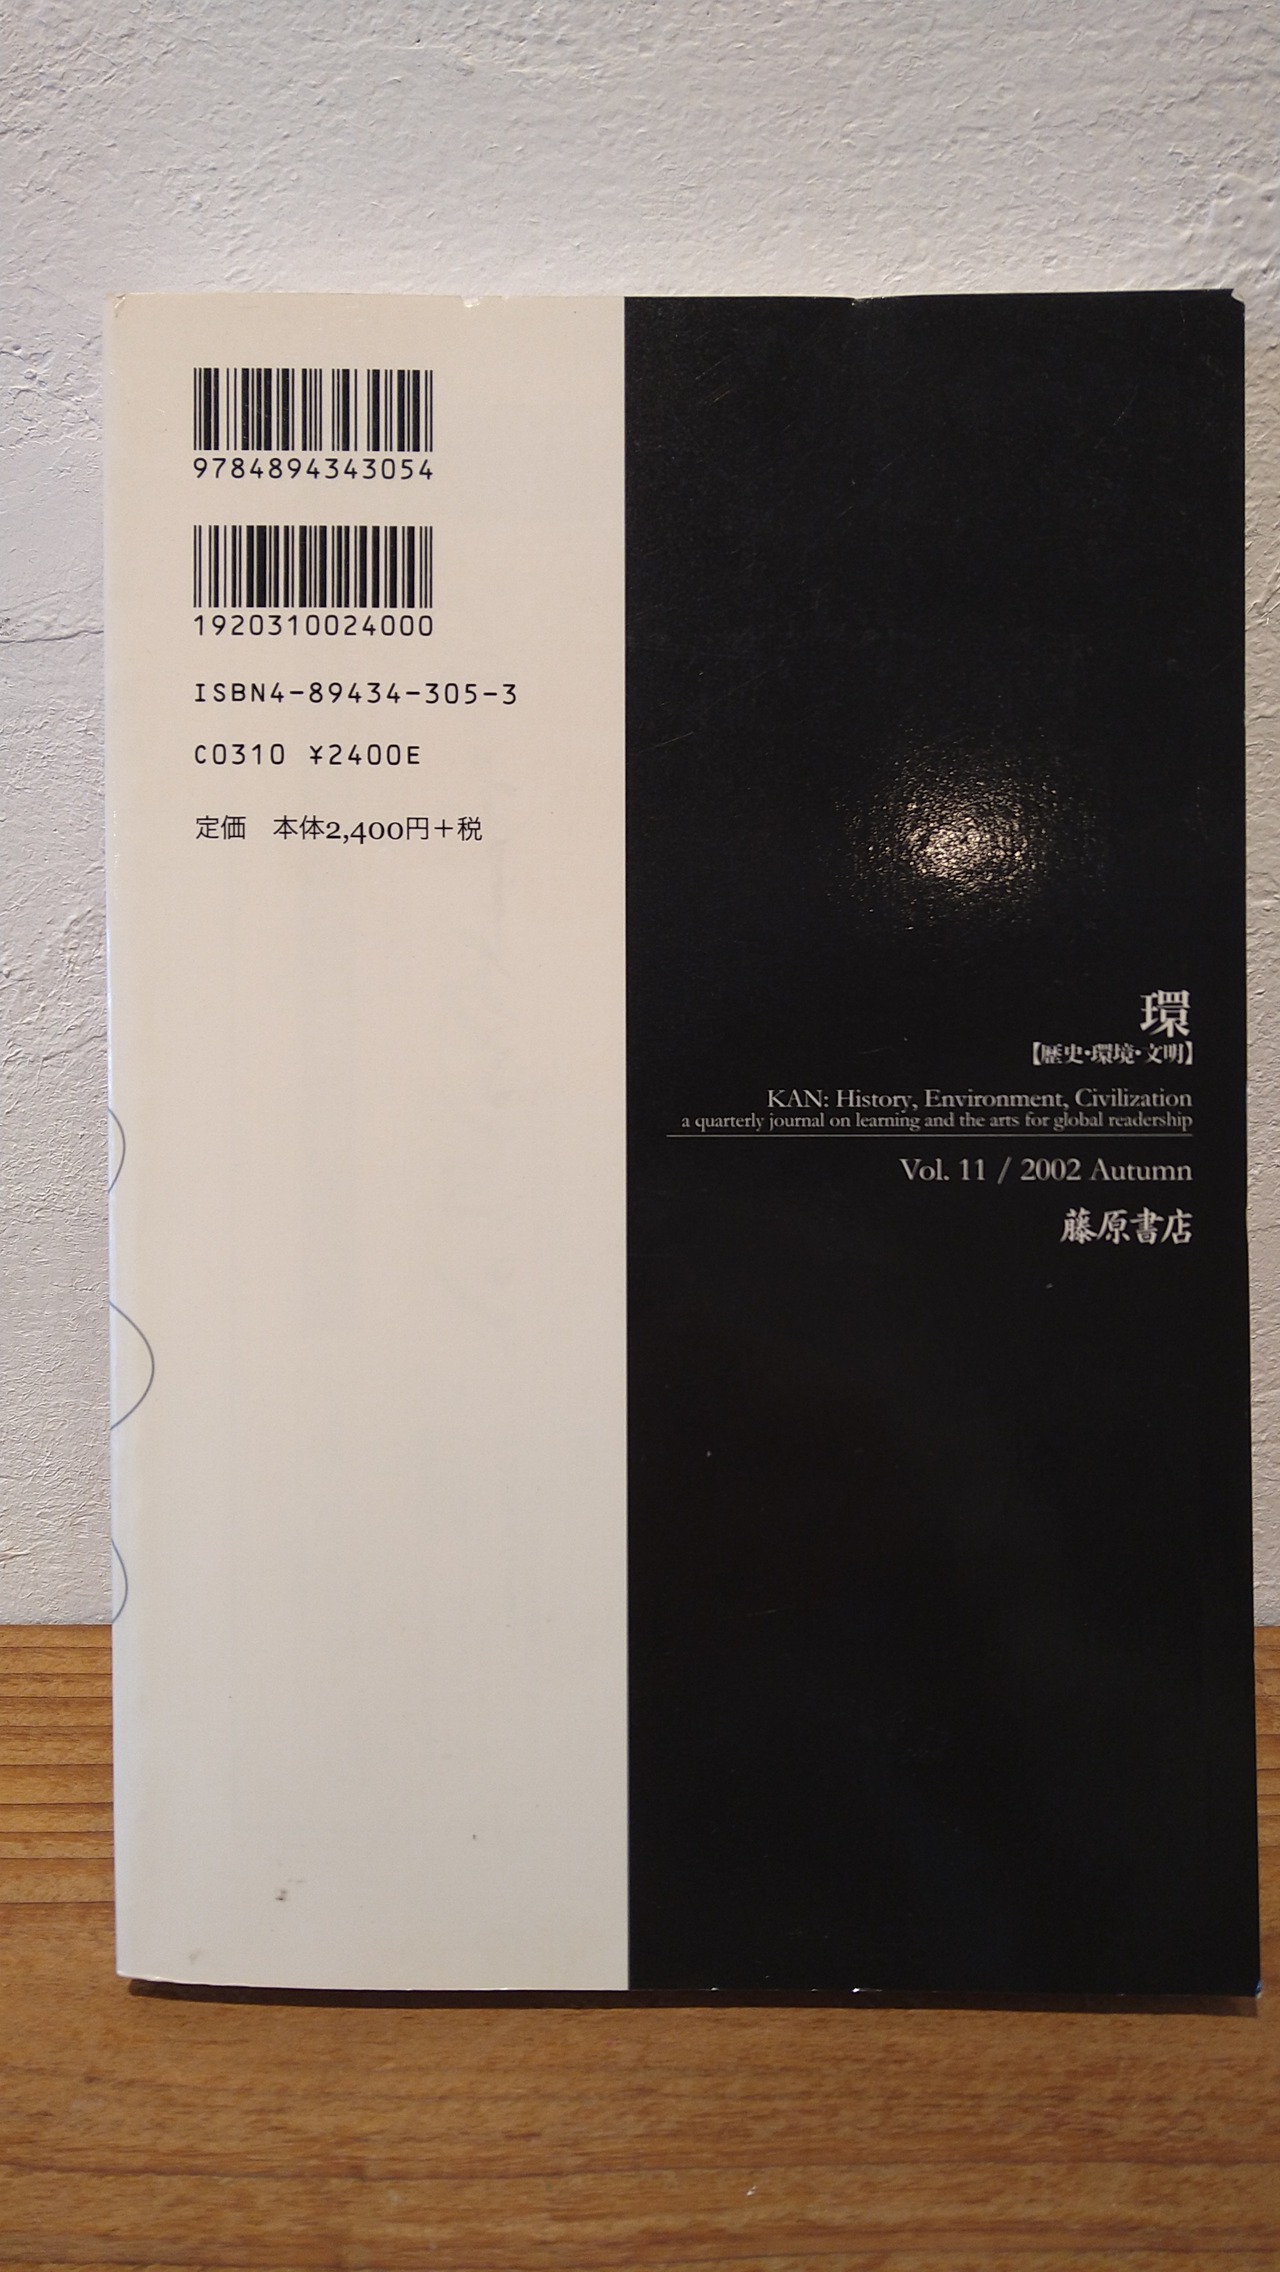 9784894343054
1920310024000
ISBN4-89434-305-3
C0310 ¥2400E
定価　本体2,400円＋税
環
【歴史・環境・文明】
KAN: History, Environment, Civilization
a quarterly journal on learning and the arts for global readership
Vol. 11 / 2002 Autumn
藤原書店